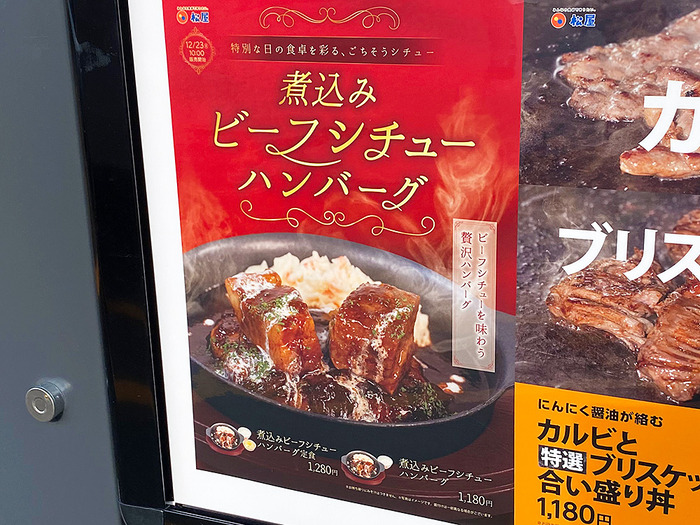 松屋
12/23(火)
10:00
販売開始
特別な日の食卓を彩る、ごちそうシチュー
煮込み
ビーフシチュー
ハンバーグ
ビーフシチューを味わう
贅沢ハンバーグ
煮込みビーフシチュー
ハンバーグ定食
1,280円
煮込みビーフシチュー
ハンバーグ
1,180円
松屋
カ
ブリス
にんにく醤油が絡む
カルビと
特選ブリスケッ
合い盛り丼
1,180円